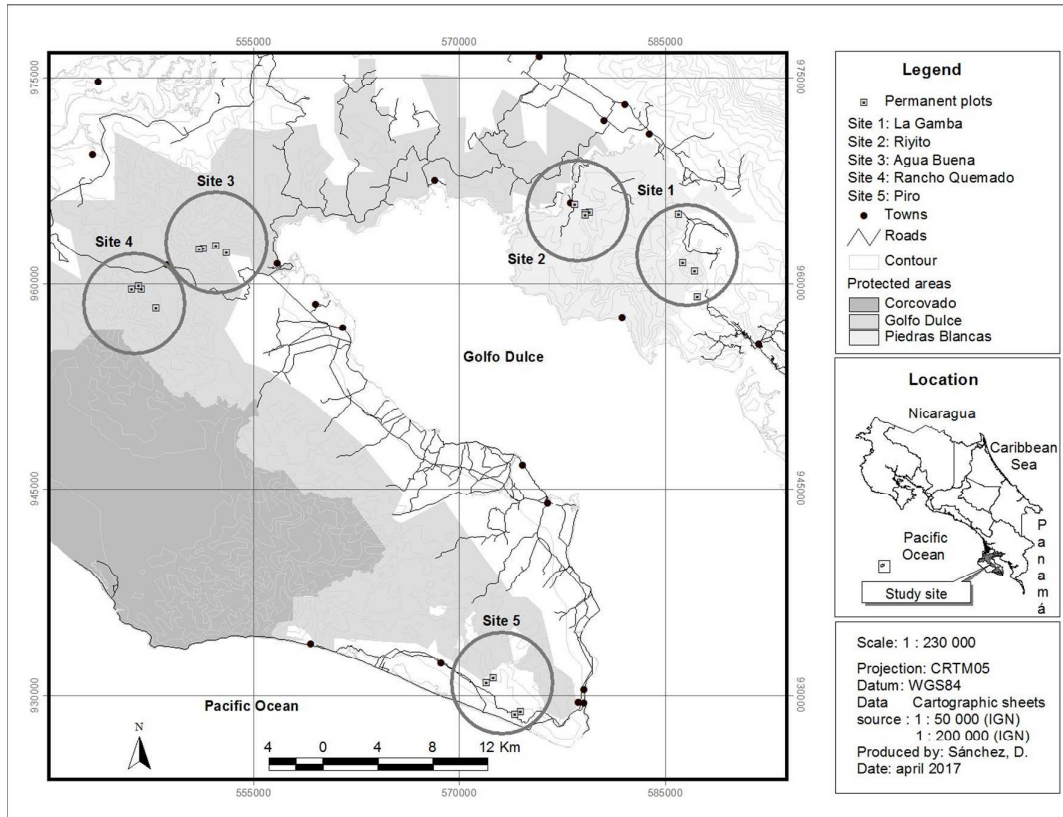 555000
570000
585000
975000
975000
Site 3
Site 1
Site 4
Site 2
960000
960000
Golfo Dulce
945000
945000
Site 5
930000
930000
Pacific Ocean
N
4 0 4 8 12 Km
555000
570000
585000
Legend
Permanent plots
Site 1: La Gamba
Site 2: Riyito
Site 3: Agua Buena
Site 4: Rancho Quemado
Site 5: Piro
Towns
Roads
Contour
Protected areas
Corcovado
Golfo Dulce
Piedras Blancas
Location
Nicaragua
Caribbean
Sea
Pacific
Ocean
Panamá
Study site
Scale: 1 : 230 000
Projection: CRTM05
Datum: WGS84
Data Cartographic sheets
source : 1 : 50 000 (IGN)
1 : 200 000 (IGN)
Produced by: Sánchez, D.
Date: april 2017